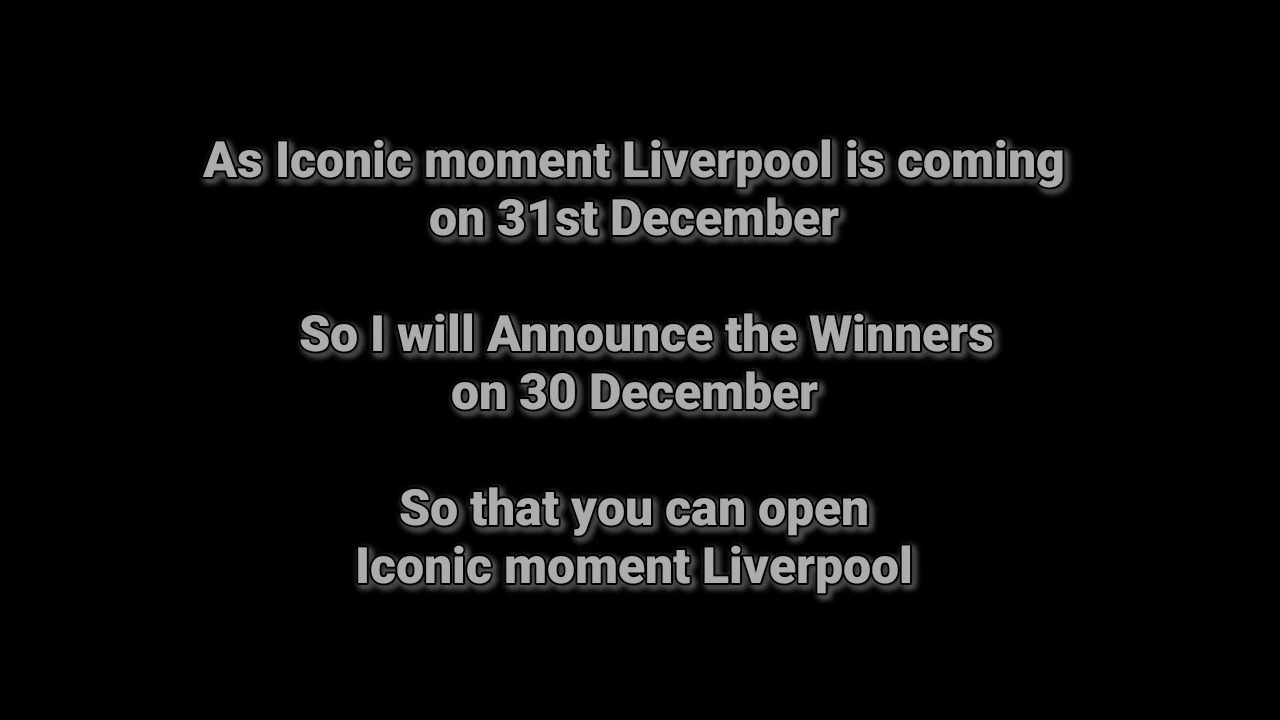 As Iconic moment Liverpool is coming
on 31st December
So I will Announce the Winners
on 30 December
So that you can open
Iconic moment Liverpool